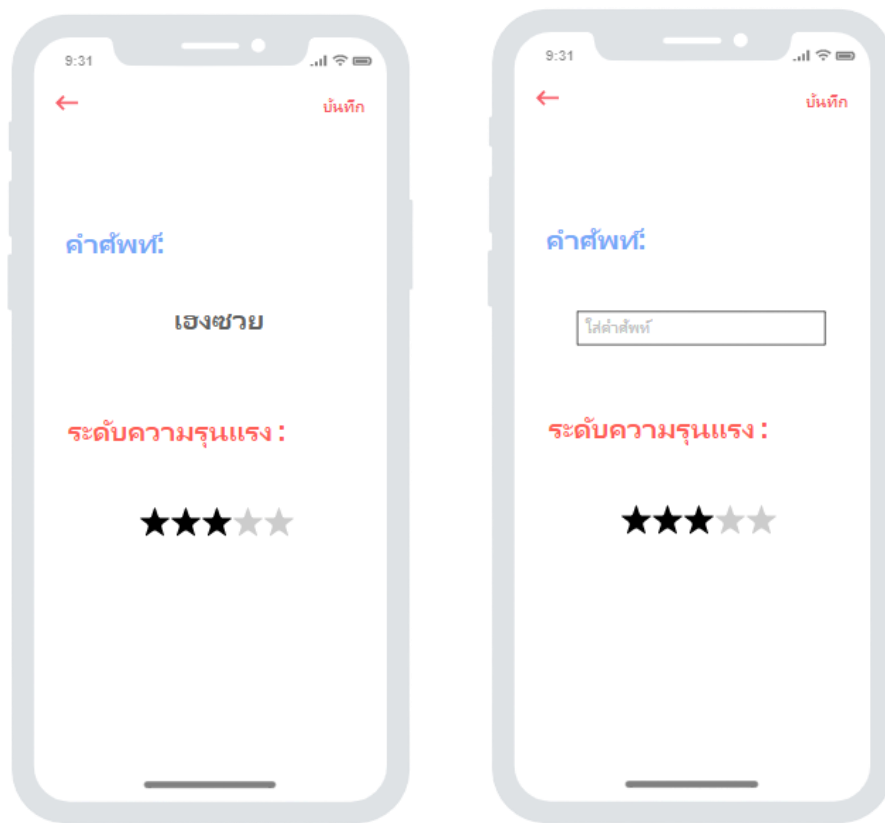 9:31
บันทึก
คำศัพท์:
เฮงซวย
ระดับความรุนแรง :
9:31
บันทึก
คำศัพท์:
ใส่คำศัพท์
ระดับความรุนแรง :